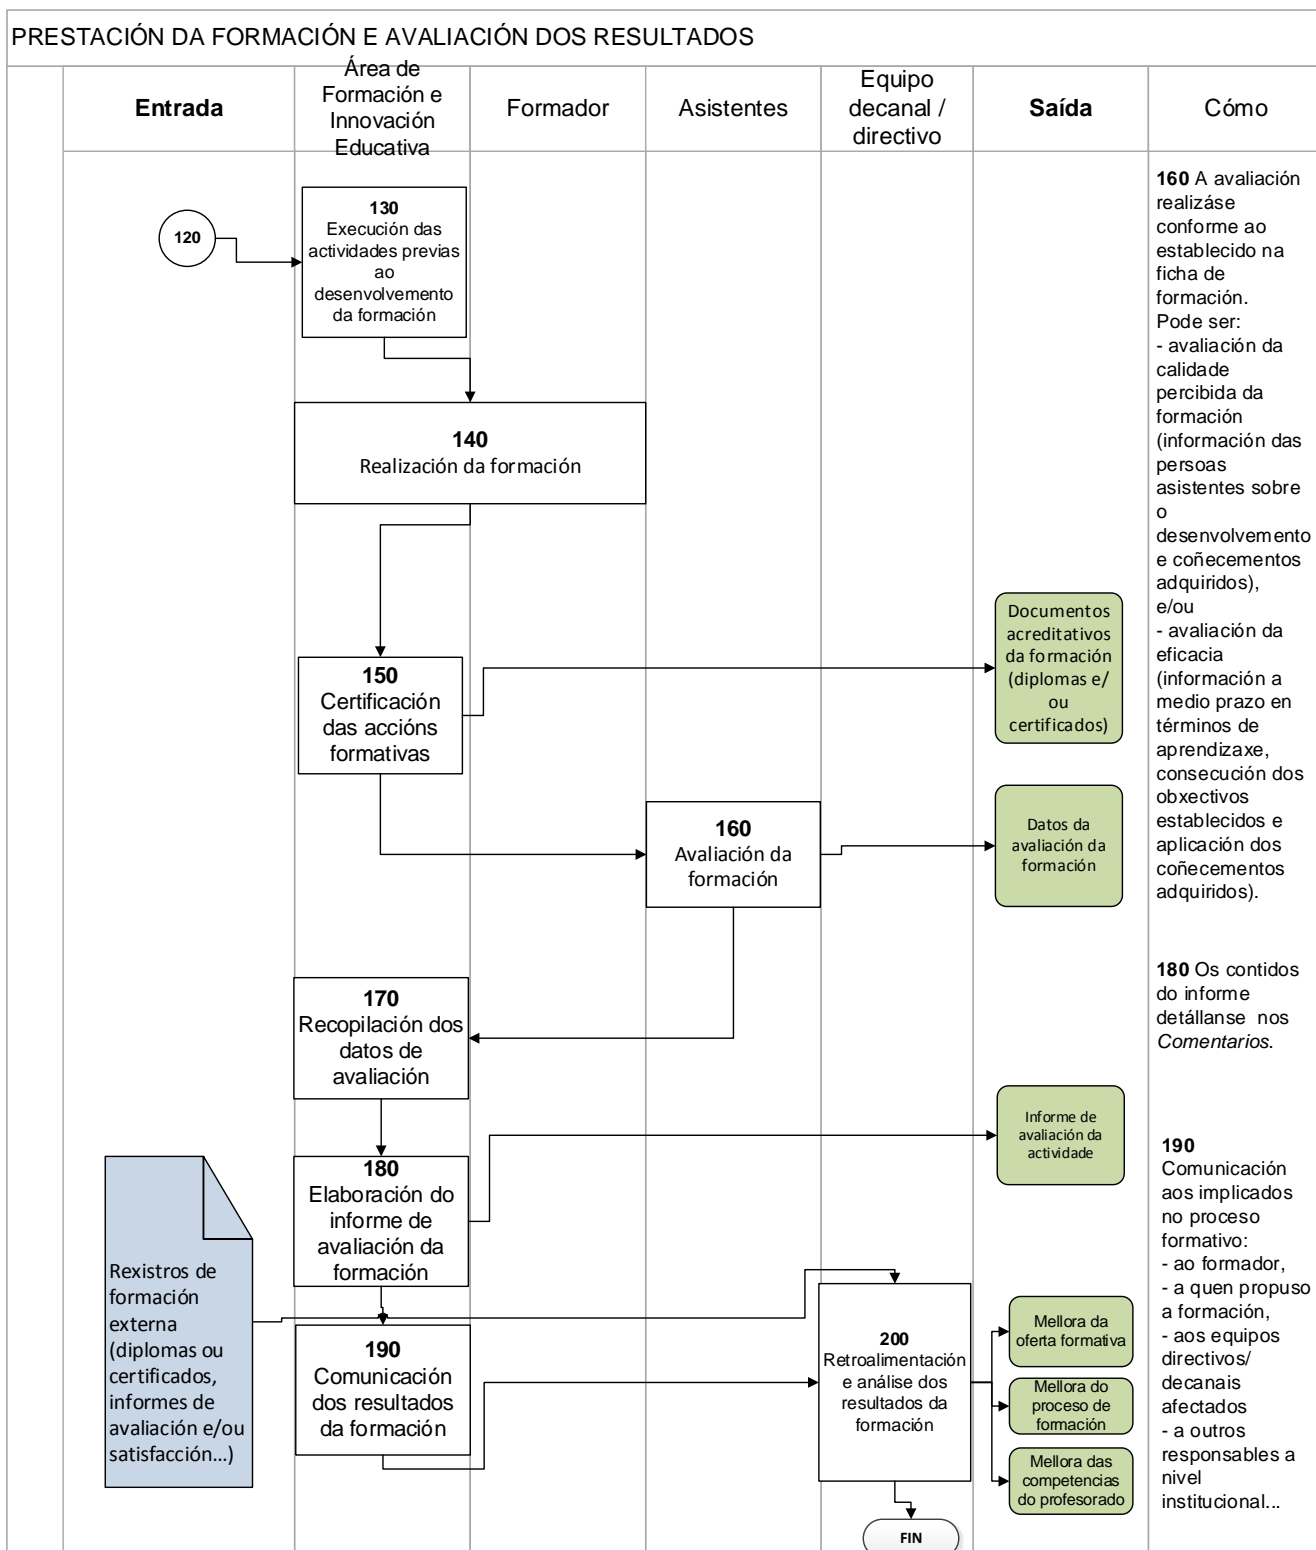 PRESTACIÓN DA FORMACIÓN E AVALIACIÓN DOS RESULTADOS
Entrada
Área de
Formación e
Innovación
Educativa
Formador
Asistentes
Equipo
decanal /
directivo
Saída
Cómo
120
130
Execución das
actividades previas
ao
desenvolvemento
da formación
140
Realización da formación
150
Certificación
das accións
formativas
Documentos
acreditativos
da formación
(diplomas e/
ou
certificados)
160
Avaliación da
formación
Datos da
avaliación da
formación
170
Recopilación dos
datos de
avaliación
180
Elaboración do
informe de
avaliación da
formación
Informe de
avaliación da
actividade
Rexistros de
formación
externa
(diplomas ou
certificados,
informes de
avaliación e/ou
satisfacción...)
190
Comunicación
dos resultados
da formación
200
Retroalimentación
e análise dos
resultados da
formación
Mellora da
oferta formativa
Mellora do
proceso de
formación
Mellora das
competencias
do profesorado
FIN
160 A avaliación
realizáse
conforme ao
establecido na
ficha de
formación.
Pode ser:
- avaliación da
calidade
percibida da
formación
(información das
persoas
asistentes sobre
o
desenvolvemento
e coñecementos
adquiridos),
e/ou
- avaliación da
eficacia
(información a
medio prazo en
términos de
aprendizaxe,
consecución dos
obxectivos
establecidos e
aplicación dos
coñecementos
adquiridos).
180 Os contidos
do informe
detállanse nos
Comentarios.
190
Comunicación
aos implicados
no proceso
formativo:
- ao formador,
- a quen propuso
a formación,
- aos equipos
directivos/
decanais
afectados
- a outros
responsables a
nivel
institucional...